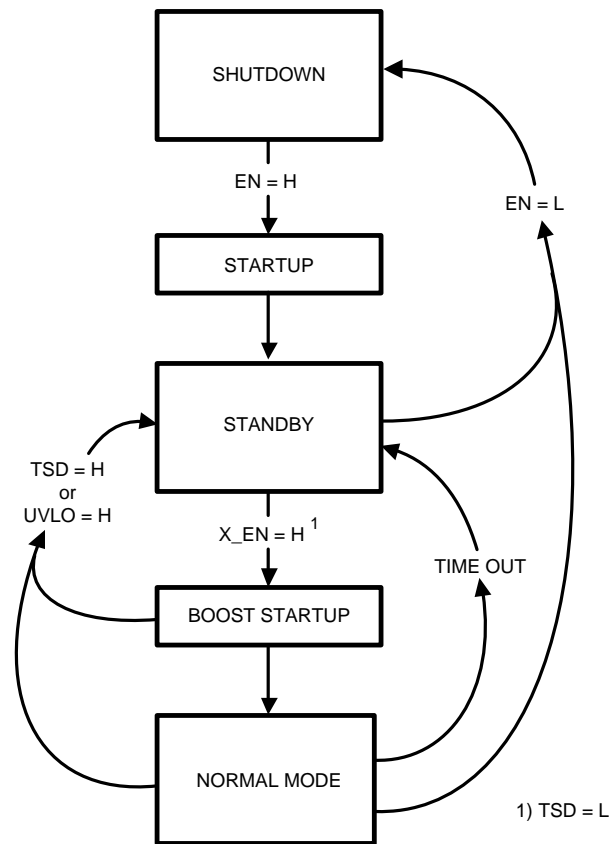 SHUTDOWN
EN = H
EN = L
STARTUP
STANDBY
TSD = H
or
UVLO = H
X_EN = H 1
TIME OUT
BOOST STARTUP
NORMAL MODE
1) TSD = L